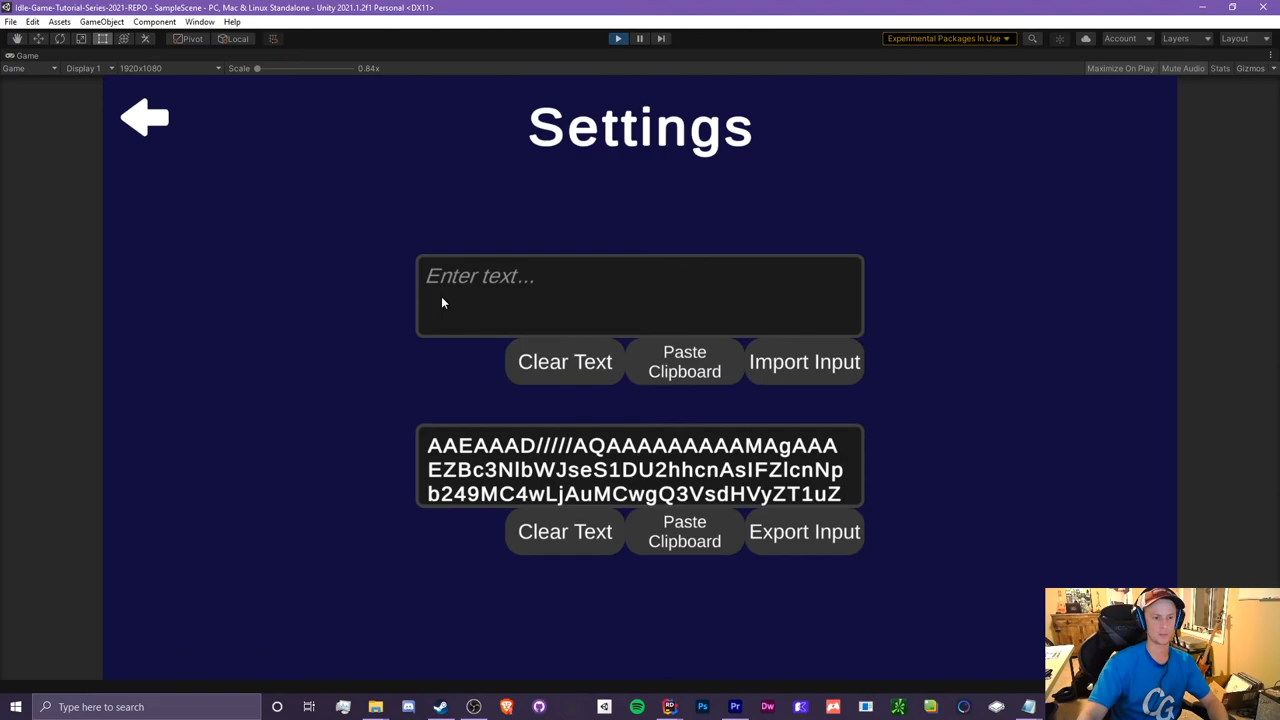 Idle-Game-Tutorial-Series-2021-REPO - SampleScene - PC, Mac & Linux Standalone - Unity 2021.1.2f1 Personal <DX11>
File Edit Assets GameObject Component Window Help
Pivot Local Experimental Packages In Use Account Layers Layout
Game
Game Display 1 1920x1080 Scale 0.84x Maximize On Play Mute Audio Stats Gizmos
Settings
Enter text...
Clear Text
Paste
Clipboard
Import Input
AAEAAAD/////AQAAAAAAAAAMAgAAA
EZBc3NlbWJseS1DU2hhcnAsIFZlcnNp
b249MC4wLjAuMCwgQ3VsdHVyZT1uZ
Clear Text
Paste
Clipboard
Export Input
CG
Type here to search